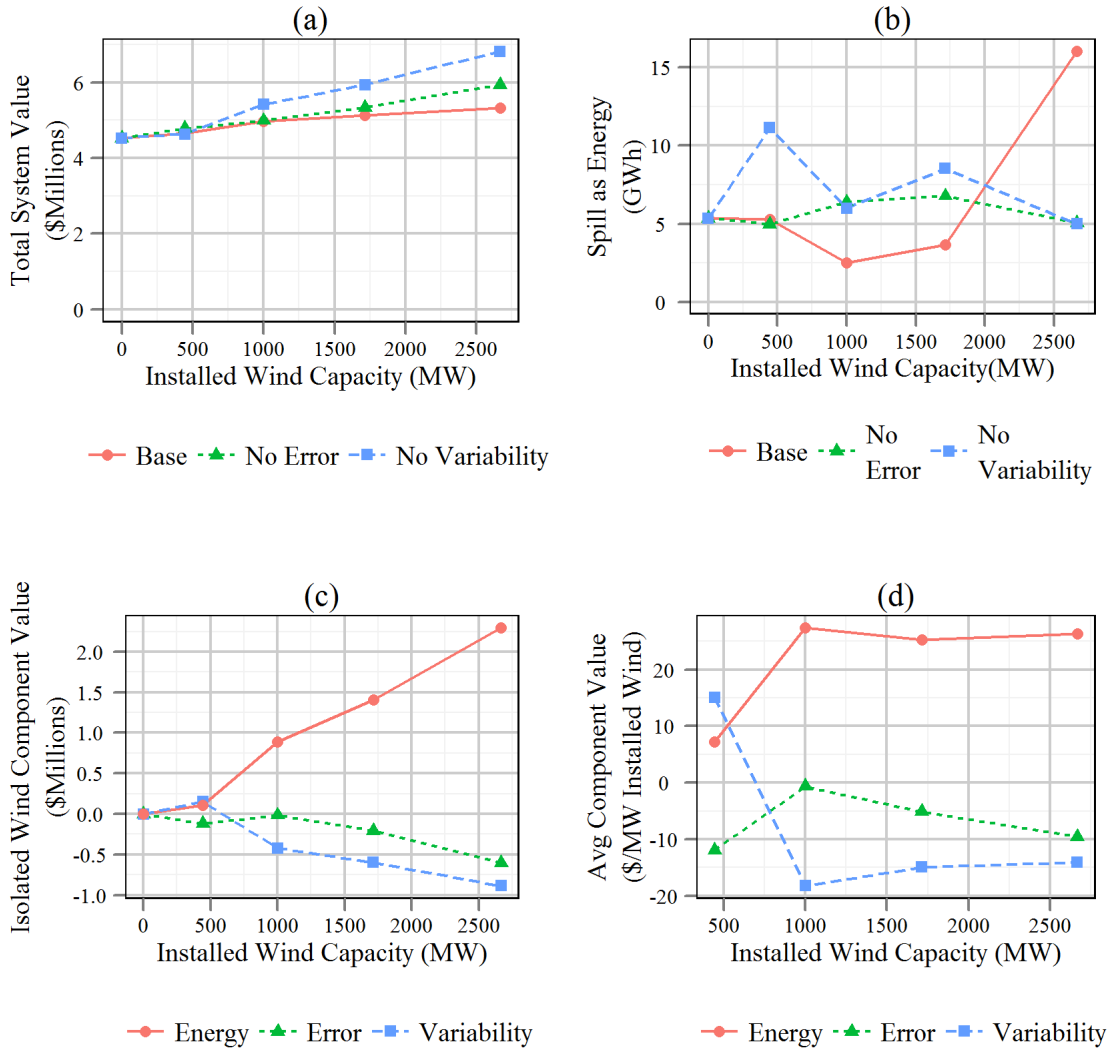 (a)
Total System Value
($Millions)
6
4
2
0
0 500 1000 1500 2000 2500
Installed Wind Capacity (MW)
Base No Error No Variability
(b)
Spill as Energy
(GWh)
15
10
5
0
0 500 1000 1500 2000 2500
Installed Wind Capacity(MW)
Base No Error No Variability
(c)
Isolated Wind Component Value
($Millions)
2.0
1.5
1.0
0.5
0.0
-0.5
-1.0
0 500 1000 1500 2000 2500
Installed Wind Capacity (MW)
Energy Error Variability
(d)
Avg Component Value
($/MW Installed Wind)
20
10
0
-10
-20
500 1000 1500 2000 2500
Installed Wind Capacity (MW)
Energy Error Variability